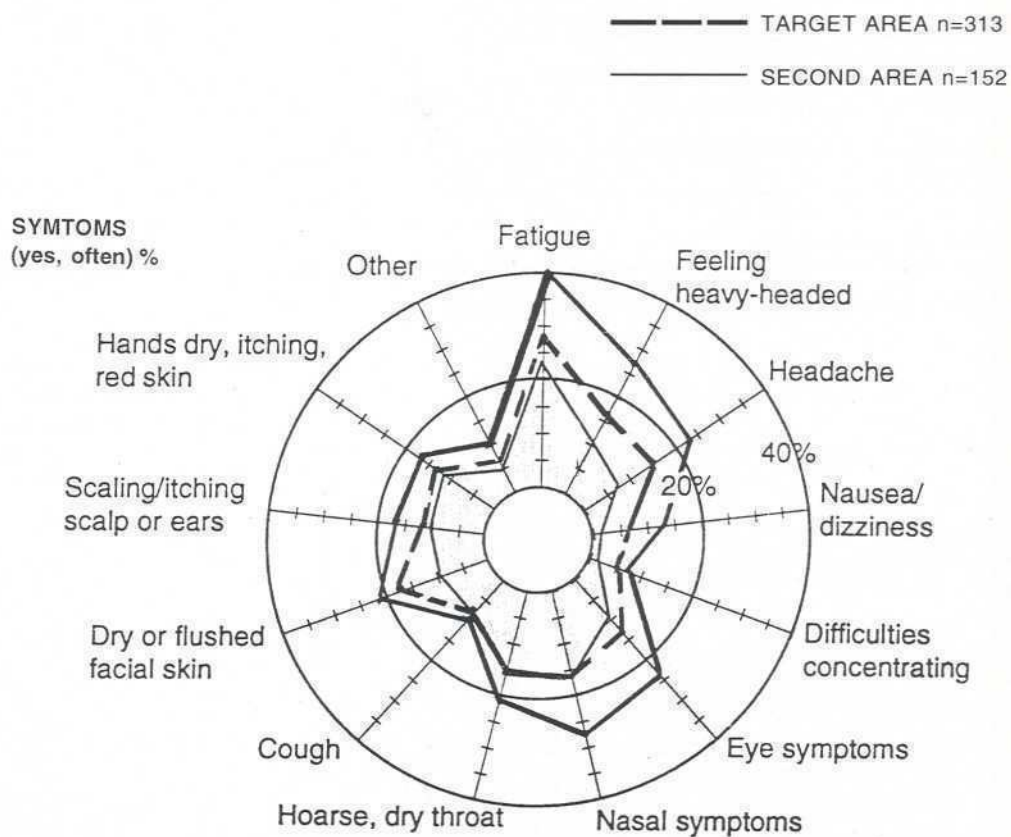 TARGET AREA n=313
SECOND AREA n=152
SYMTOMS
(yes, often) %
Fatigue
Other
Feeling
heavy-headed
Hands dry, itching,
red skin
Headache
40%
20%
Scaling/itching
scalp or ears
Nausea/
dizziness
Dry or flushed
facial skin
Difficulties
concentrating
Cough
Eye symptoms
Hoarse, dry throat
Nasal symptoms